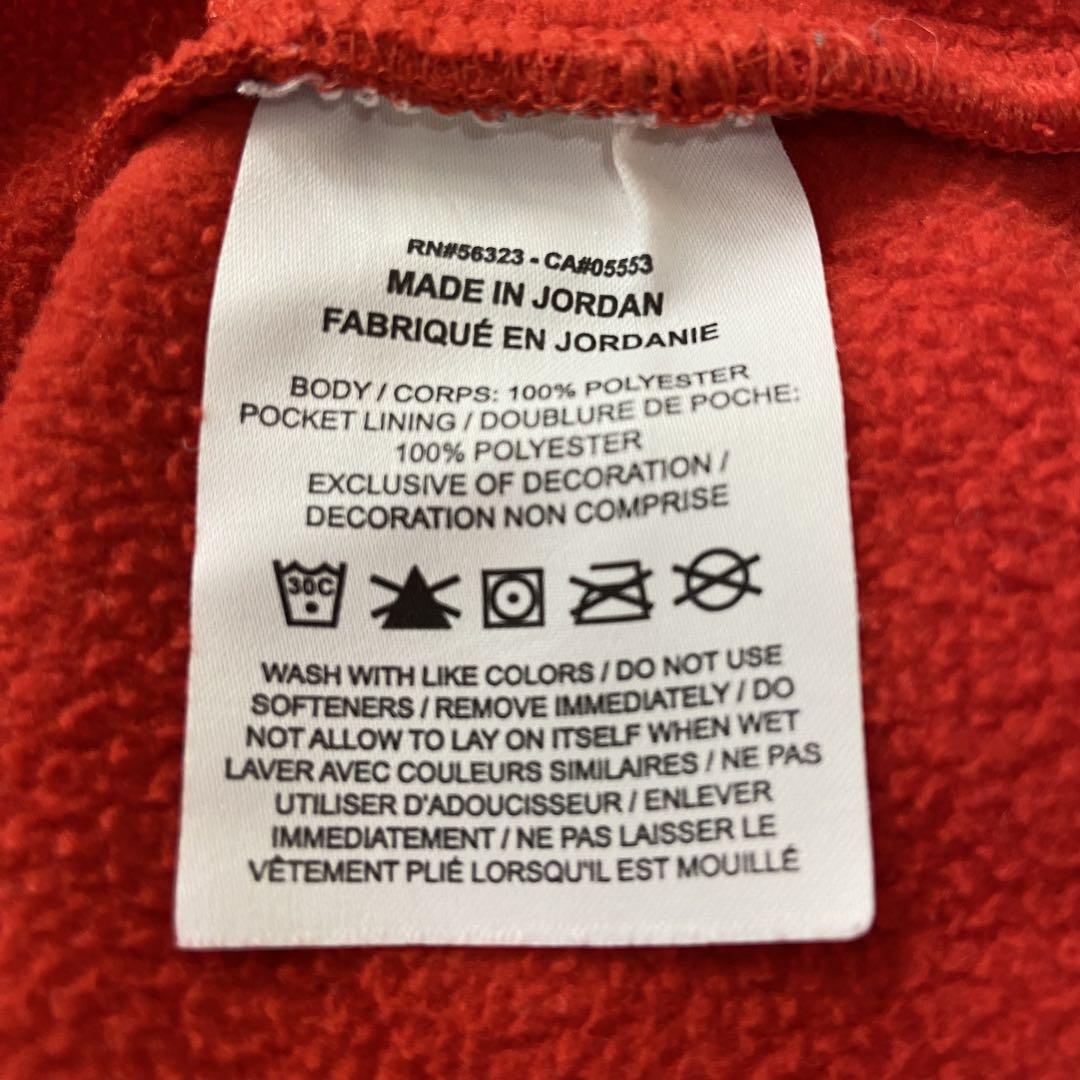 RN#56323 - CA#05553
MADE IN JORDAN
FABRIQUÉ EN JORDANIE
BODY / CORPS: 100% POLYESTER
POCKET LINING / DOUBLURE DE POCHE:
100% POLYESTER
EXCLUSIVE OF DECORATION /
DECORATION NON COMPRISE
30C
WASH WITH LIKE COLORS / DO NOT USE
SOFTENERS / REMOVE IMMEDIATELY / DO
NOT ALLOW TO LAY ON ITSELF WHEN WET
LAVER AVEC COULEURS SIMILAIRES / NE PAS
UTILISER D'ADOUCISSEUR / ENLEVER
IMMEDIATEMENT / NE PAS LAISSER LE
VÊTEMENT PLIÉ LORSQU'IL EST MOUILLÉ